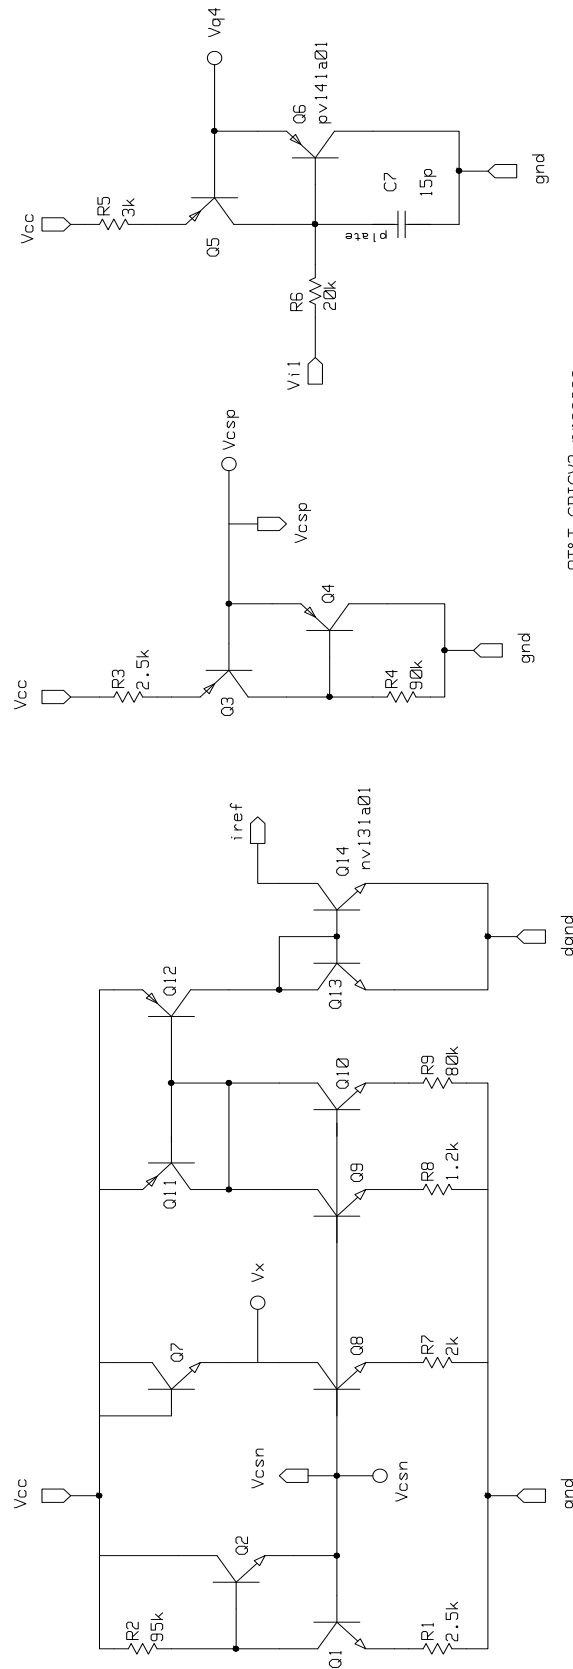 Vcc
R5
3k
Q5
Vq4
Q6
pv141a01
C7
15p
plate
R6
20k
Vi1
gnd
Vcc
R3
2.5k
Q3
Vcsp
Vcsp
Q4
R4
90k
gnd
iref
Q14
nv131a01
Q12
Q13
dgnd
Q11
Q10
R9
80k
Q9
R8
1.2k
Vx
Q7
Q8
R7
2k
Vcc
Vcsn
Vcsn
gnd
R2
95k
Q2
Q1
R1
2.5k